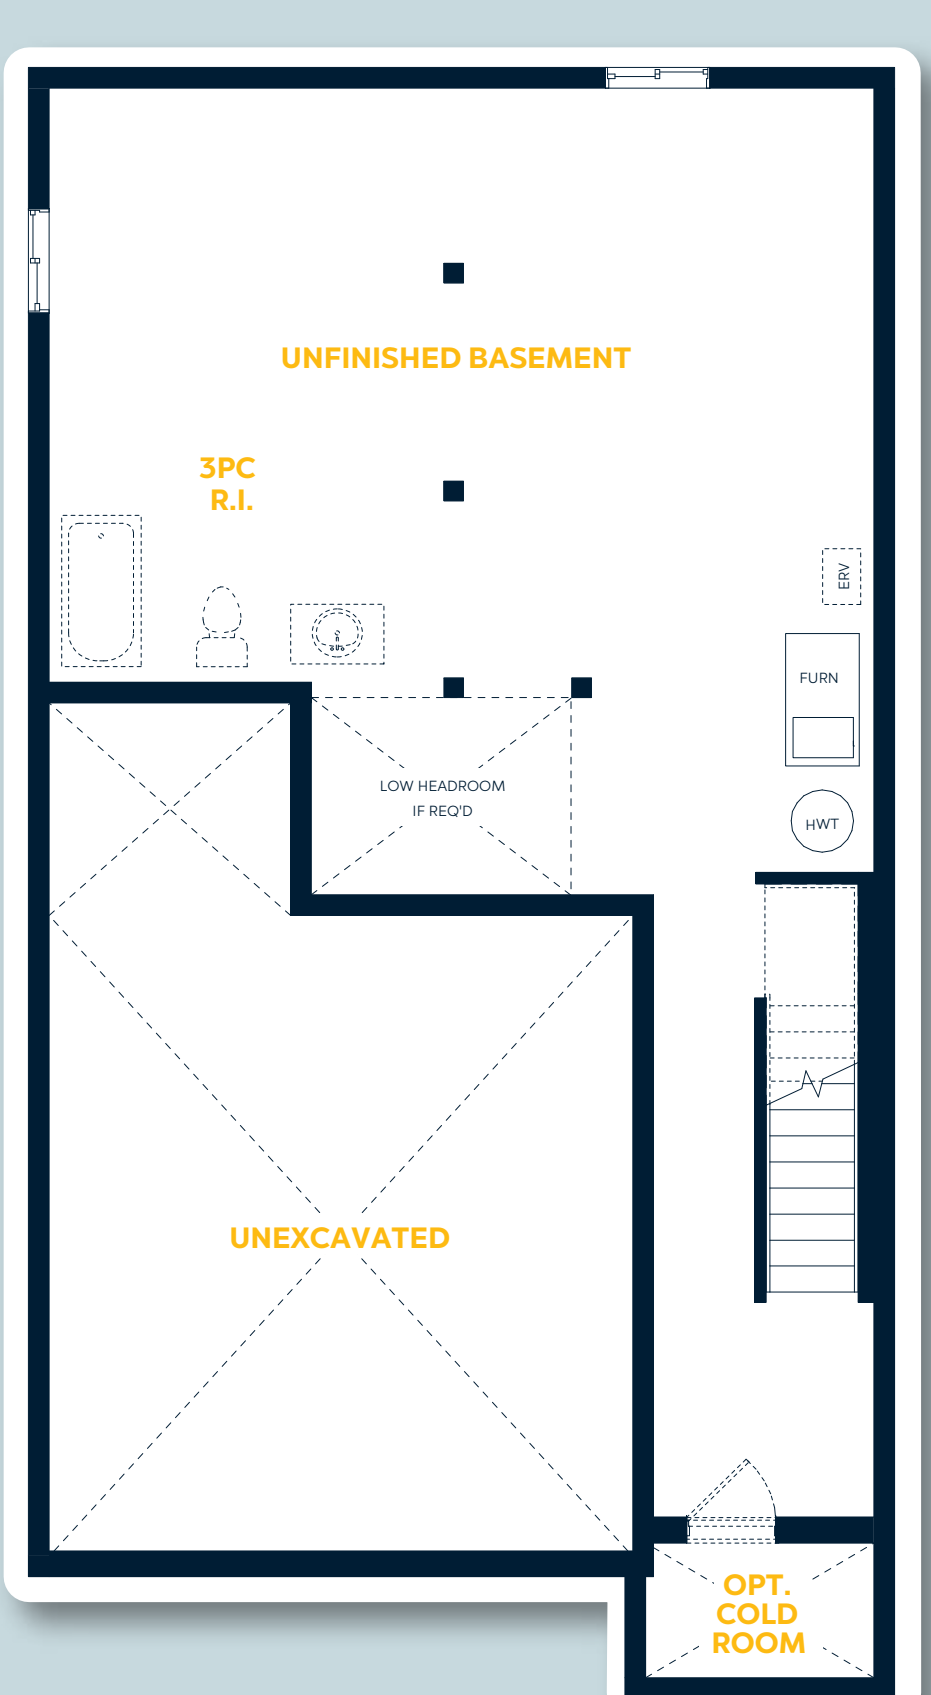 UNFINISHED BASEMENT
3PC
R.I.
ERV
FURN
LOW HEADROOM
IF REQ'D
HWT
UNEXCAVATED
OPT.
COLD
ROOM